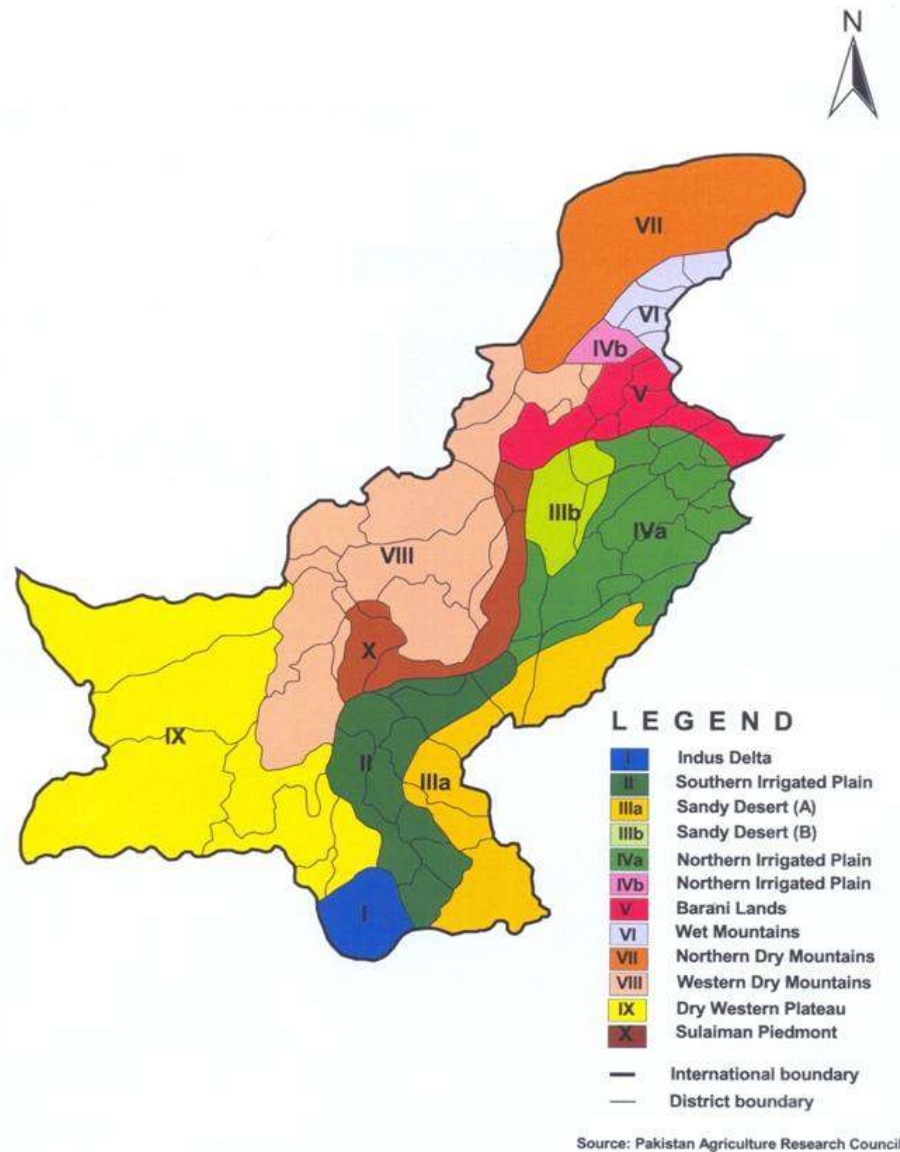 N
VII
VI
IVb
V
IIIb
IVa
VIII
X
IX
II
IIIa
I
LEGEND
I Indus Delta
II Southern Irrigated Plain
IIIa Sandy Desert (A)
IIIb Sandy Desert (B)
IVa Northern Irrigated Plain
IVb Northern Irrigated Plain
V Barani Lands
VI Wet Mountains
VII Northern Dry Mountains
VIII Western Dry Mountains
IX Dry Western Plateau
X Sulaiman Piedmont
International boundary
District boundary
Source: Pakistan Agriculture Research Council